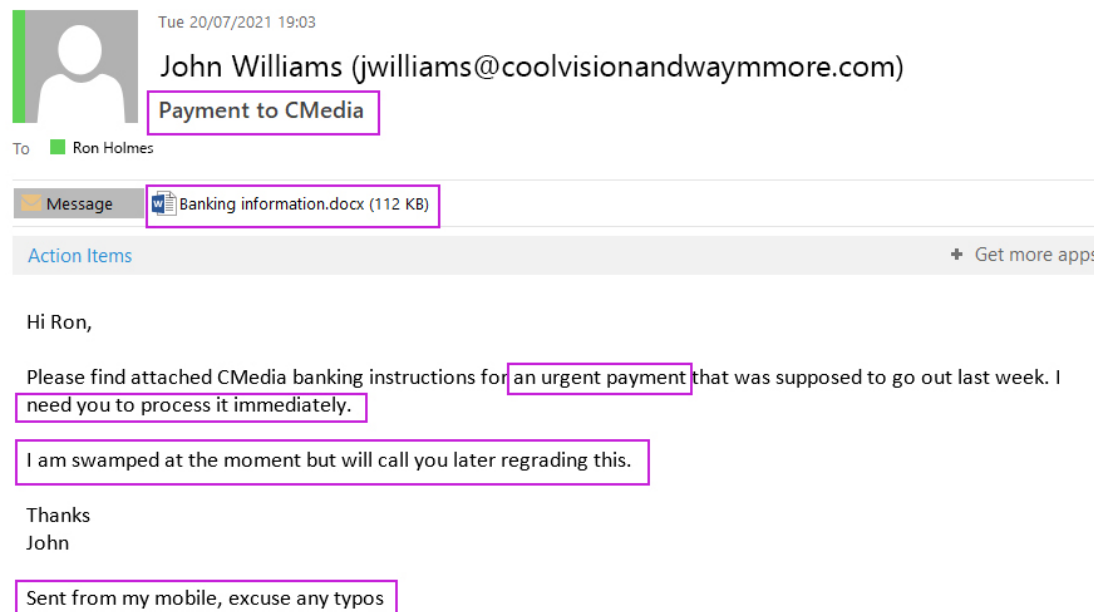 Tue 20/07/2021 19:03
John Williams (jwilliams@coolvisionandwaymmore.com)
Payment to CMedia
To Ron Holmes
Message Banking information.docx (112 KB)
Action Items + Get more apps
Hi Ron,
Please find attached CMedia banking instructions for an urgent payment that was supposed to go out last week. I
need you to process it immediately.
I am swamped at the moment but will call you later regrading this.
Thanks
John
Sent from my mobile, excuse any typos